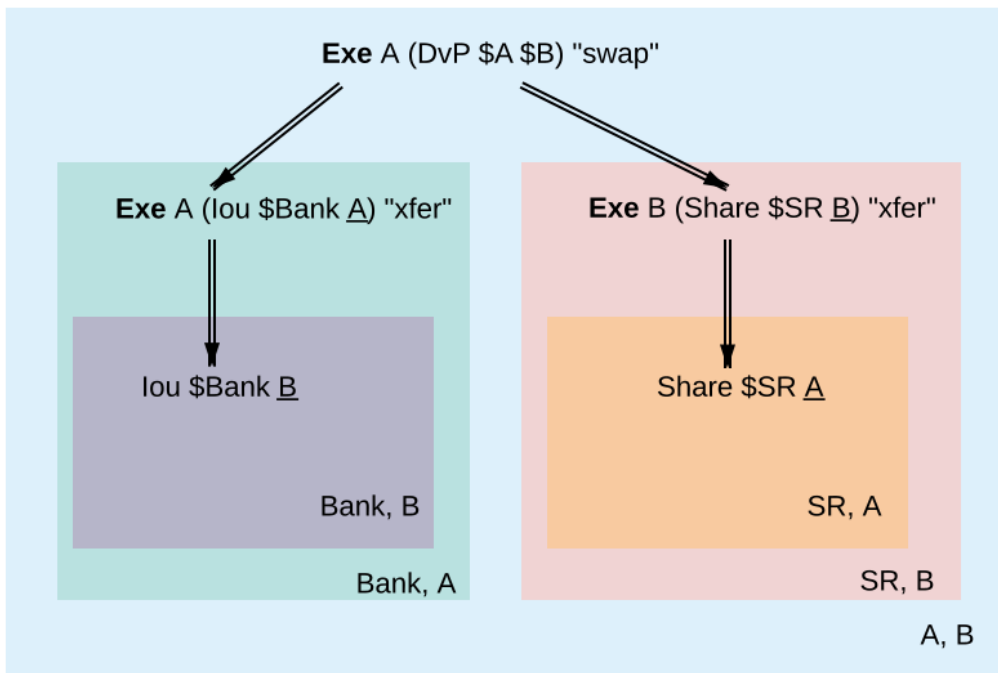 Exe A (DvP $A $B) "swap"
Exe A (Iou $Bank A) "xfer"
Exe B (Share $SR B) "xfer"
Iou $Bank B
Share $SR A
Bank, B
SR, A
Bank, A
SR, B
A, B